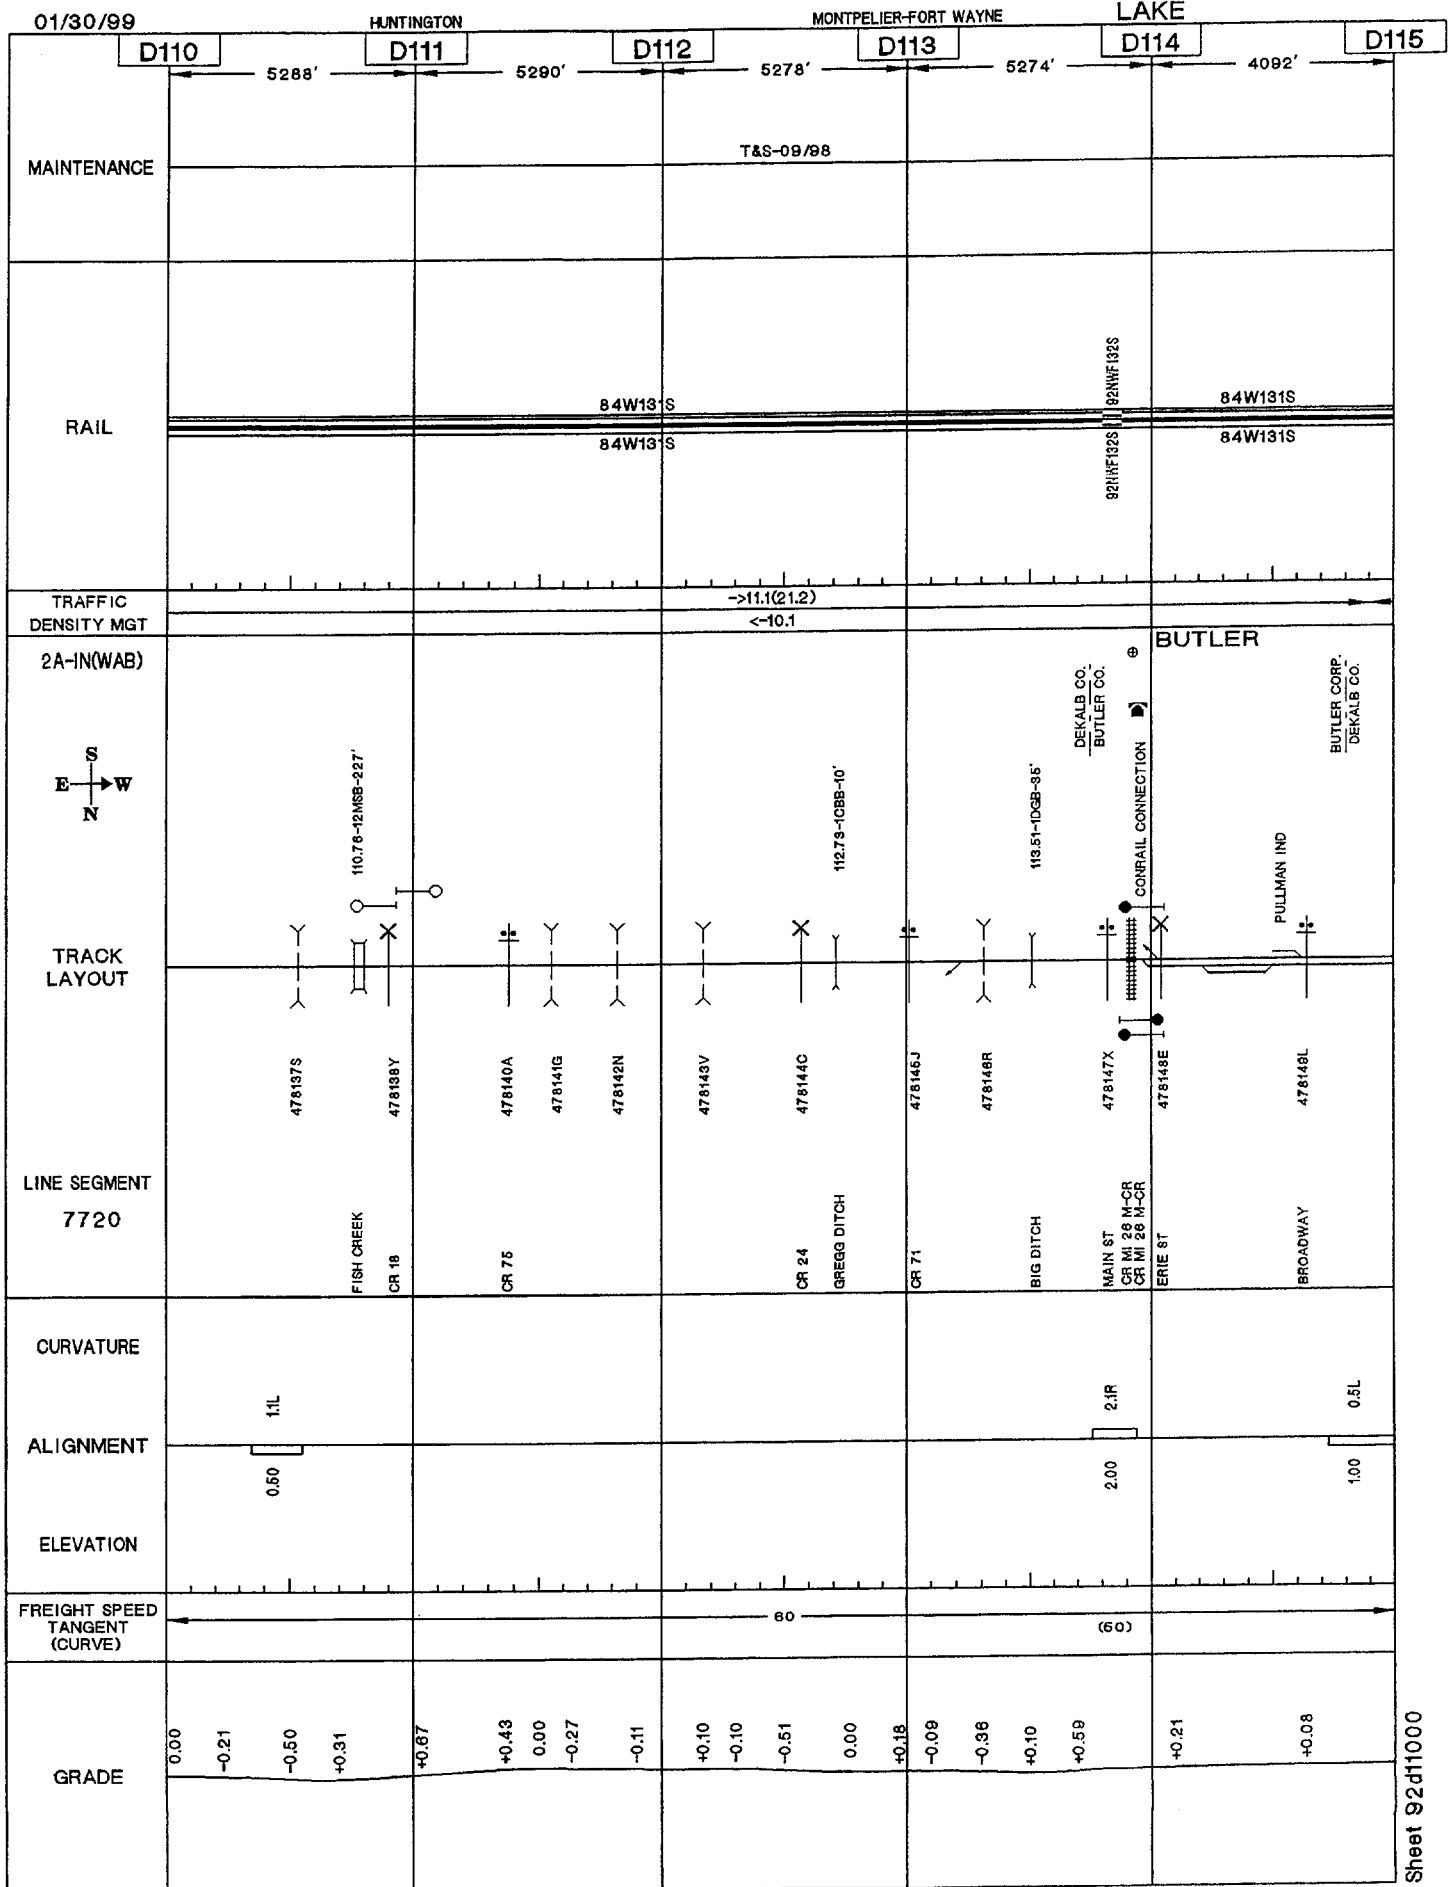 01/30/99
HUNTINGTON
MONTPELIER-FORT WAYNE
LAKE
D110
D111
D112
D113
D114
D115
5288'
5290'
5278'
5274'
4092'
MAINTENANCE
T&S-09/98
RAIL
84W131S
84W131S
92NWF132S
92NWF132S
84W131S
84W131S
TRAFFIC
DENSITY MGT
->11.1(21.2)
<-10.1
2A-IN(WAB)
BUTLER
S
E W
N
110.76-12MSB-227'
112.73-1CBB-10'
113.51-1DGB-35'
DEKALB CO.
BUTLER CO.
CONRAIL CONNECTION
PULLMAN IND
BUTLER CORP.
DEKALB CO.
TRACK
LAYOUT
478137S
478138Y
478140A
478141G
478142N
478143V
478144C
478145J
478146R
478147X
478148E
478149L
LINE SEGMENT
7720
FISH CREEK
CR 18
CR 75
CR 24
GREGG DITCH
CR 71
BIG DITCH
MAIN ST
CR MI 26 M-CR
CR MI 26 M-CR
ERIE ST
BROADWAY
CURVATURE
1.1L
2.1R
0.5L
ALIGNMENT
0.50
2.00
1.00
ELEVATION
FREIGHT SPEED
TANGENT
(CURVE)
60
(60)
GRADE
0.00
-0.21
-0.50
+0.31
+0.67
+0.43
0.00
-0.27
-0.11
+0.10
-0.10
-0.51
0.00
+0.18
-0.09
-0.36
+0.10
+0.59
+0.21
+0.08
Sheet 92d11000